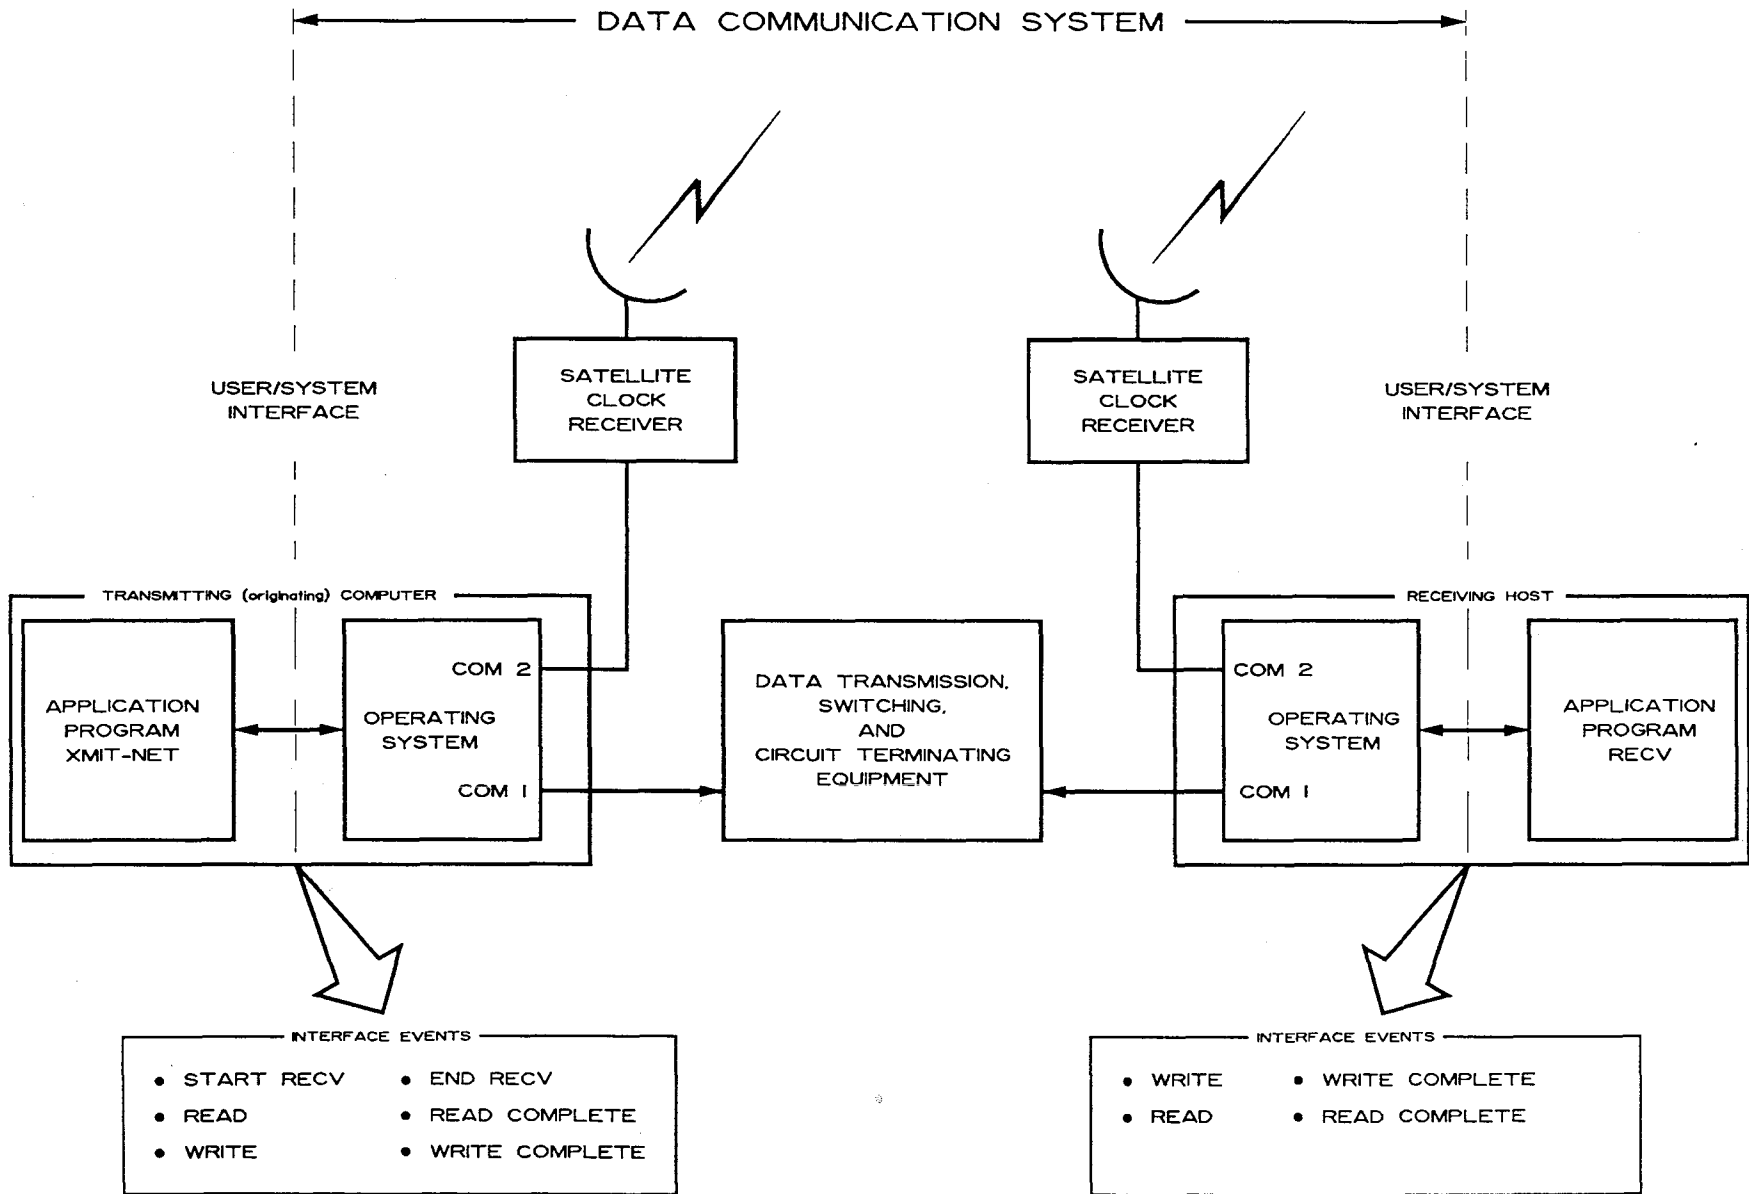 DATA COMMUNICATION SYSTEM
USER/SYSTEM
INTERFACE
SATELLITE
CLOCK
RECEIVER
SATELLITE
CLOCK
RECEIVER
USER/SYSTEM
INTERFACE
TRANSMITTING (originating) COMPUTER
APPLICATION
PROGRAM
XMIT-NET
COM 2
OPERATING
SYSTEM
COM 1
DATA TRANSMISSION,
SWITCHING,
AND
CIRCUIT TERMINATING
EQUIPMENT
RECEIVING HOST
COM 2
OPERATING
SYSTEM
COM 1
APPLICATION
PROGRAM
RECV
INTERFACE EVENTS
• START RECV
• READ
• WRITE
• END RECV
• READ COMPLETE
• WRITE COMPLETE
INTERFACE EVENTS
• WRITE
• READ
• WRITE COMPLETE
• READ COMPLETE